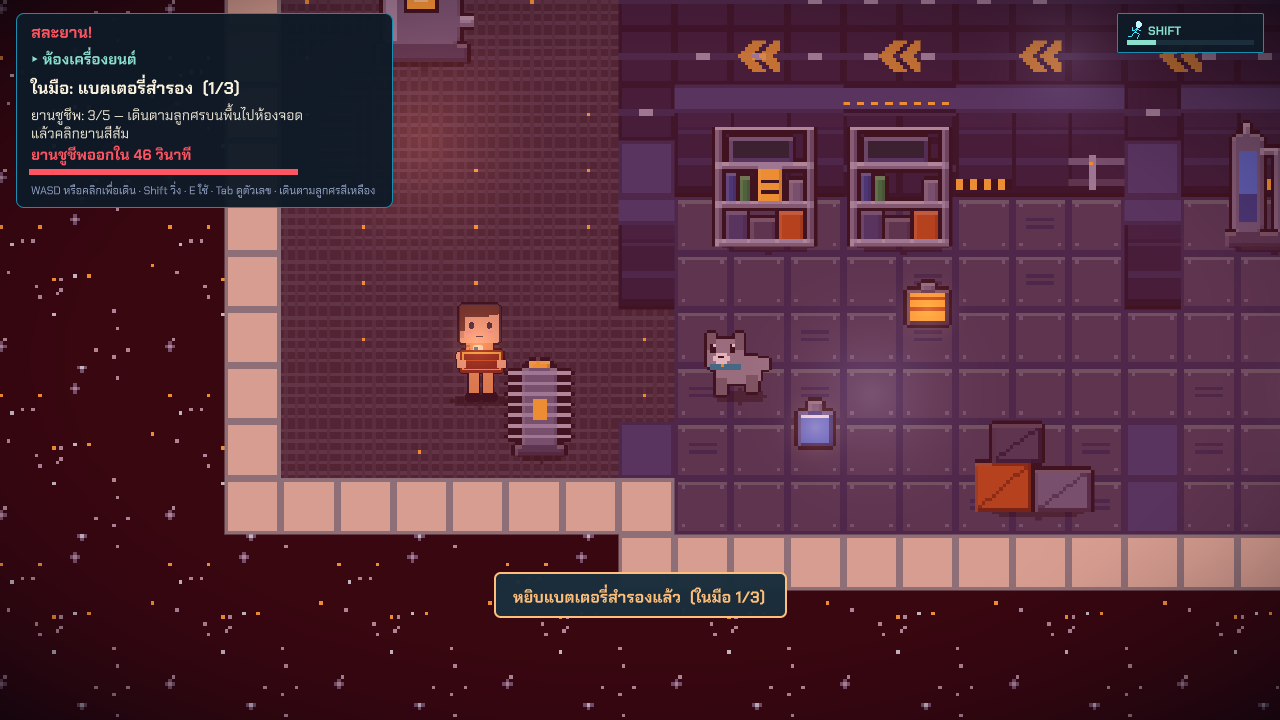 สละยาน!
▸ ห้องเครื่องยนต์
ในมือ: แบตเตอรี่สำรอง (1/3)
ยานชูชีพ: 3/5 — เดินตามลูกศรบนพื้นไปห้องจอด
แล้วคลิกยานสีส้ม
ยานชูชีพออกใน 46 วินาที
WASD หรือคลิกเพื่อเดิน · Shift วิ่ง · E ใช้ · Tab ดูตัวเลข · เดินตามลูกศรสีเหลือง
SHIFT
หยิบแบตเตอรี่สำรองแล้ว (ในมือ 1/3)